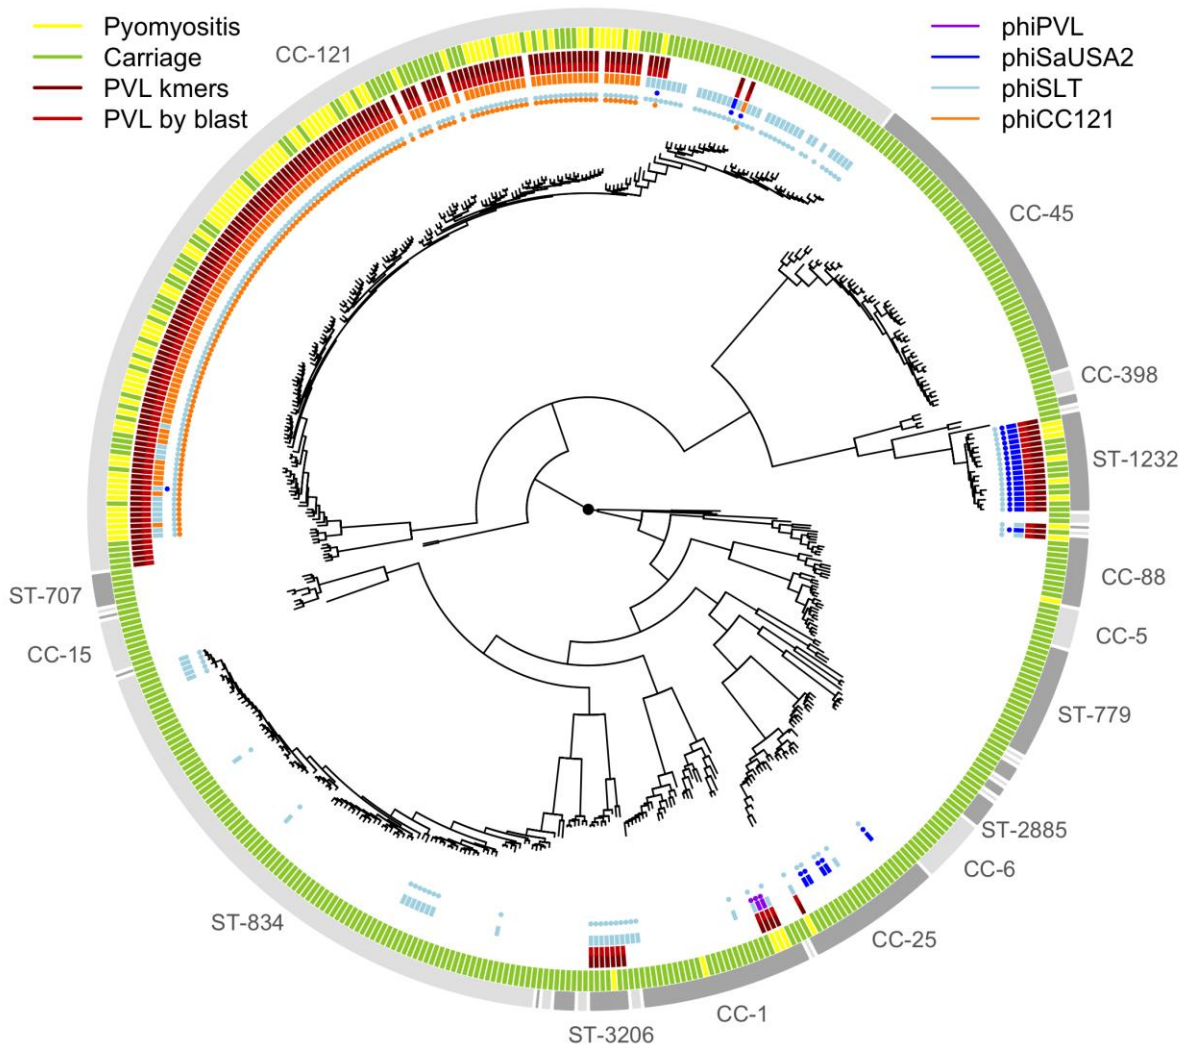 Pyomyositis
Carriage
PVL kmers
PVL by blast
phiPVL
phiSaUSA2
phiSLT
phiCC121
CC-121
CC-45
CC-398
ST-1232
CC-88
CC-5
ST-779
ST-2885
CC-6
CC-25
CC-1
ST-3206
ST-834
CC-15
ST-707